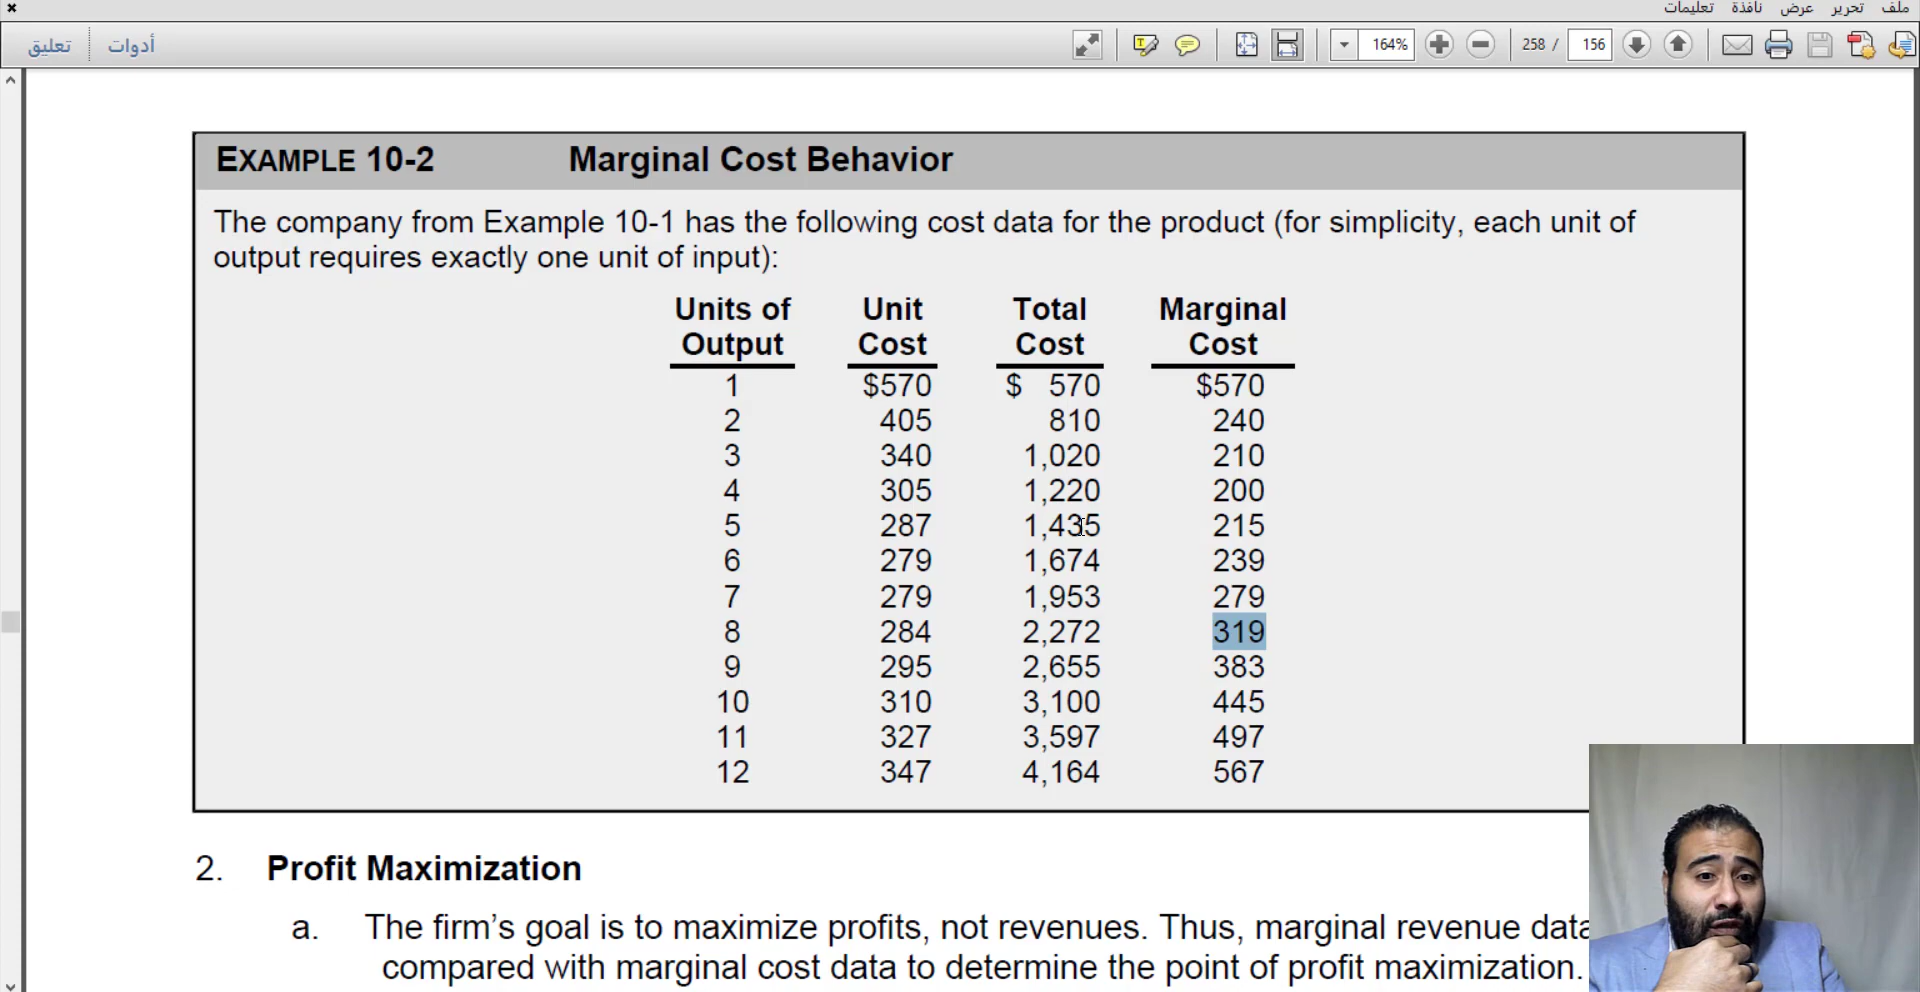 ملف تحرير عرض نافذة تعليمات
أدوات تعليق
164% 258 / 156
EXAMPLE 10-2 Marginal Cost Behavior
The company from Example 10-1 has the following cost data for the product (for simplicity, each unit of
output requires exactly one unit of input):
Units of Unit Total Marginal
Output Cost Cost Cost
1 $570 $ 570 $570
2 405 810 240
3 340 1,020 210
4 305 1,220 200
5 287 1,435 215
6 279 1,674 239
7 279 1,953 279
8 284 2,272 319
9 295 2,655 383
10 310 3,100 445
11 327 3,597 497
12 347 4,164 567
2. Profit Maximization
a. The firm's goal is to maximize profits, not revenues. Thus, marginal revenue data
compared with marginal cost data to determine the point of profit maximization.